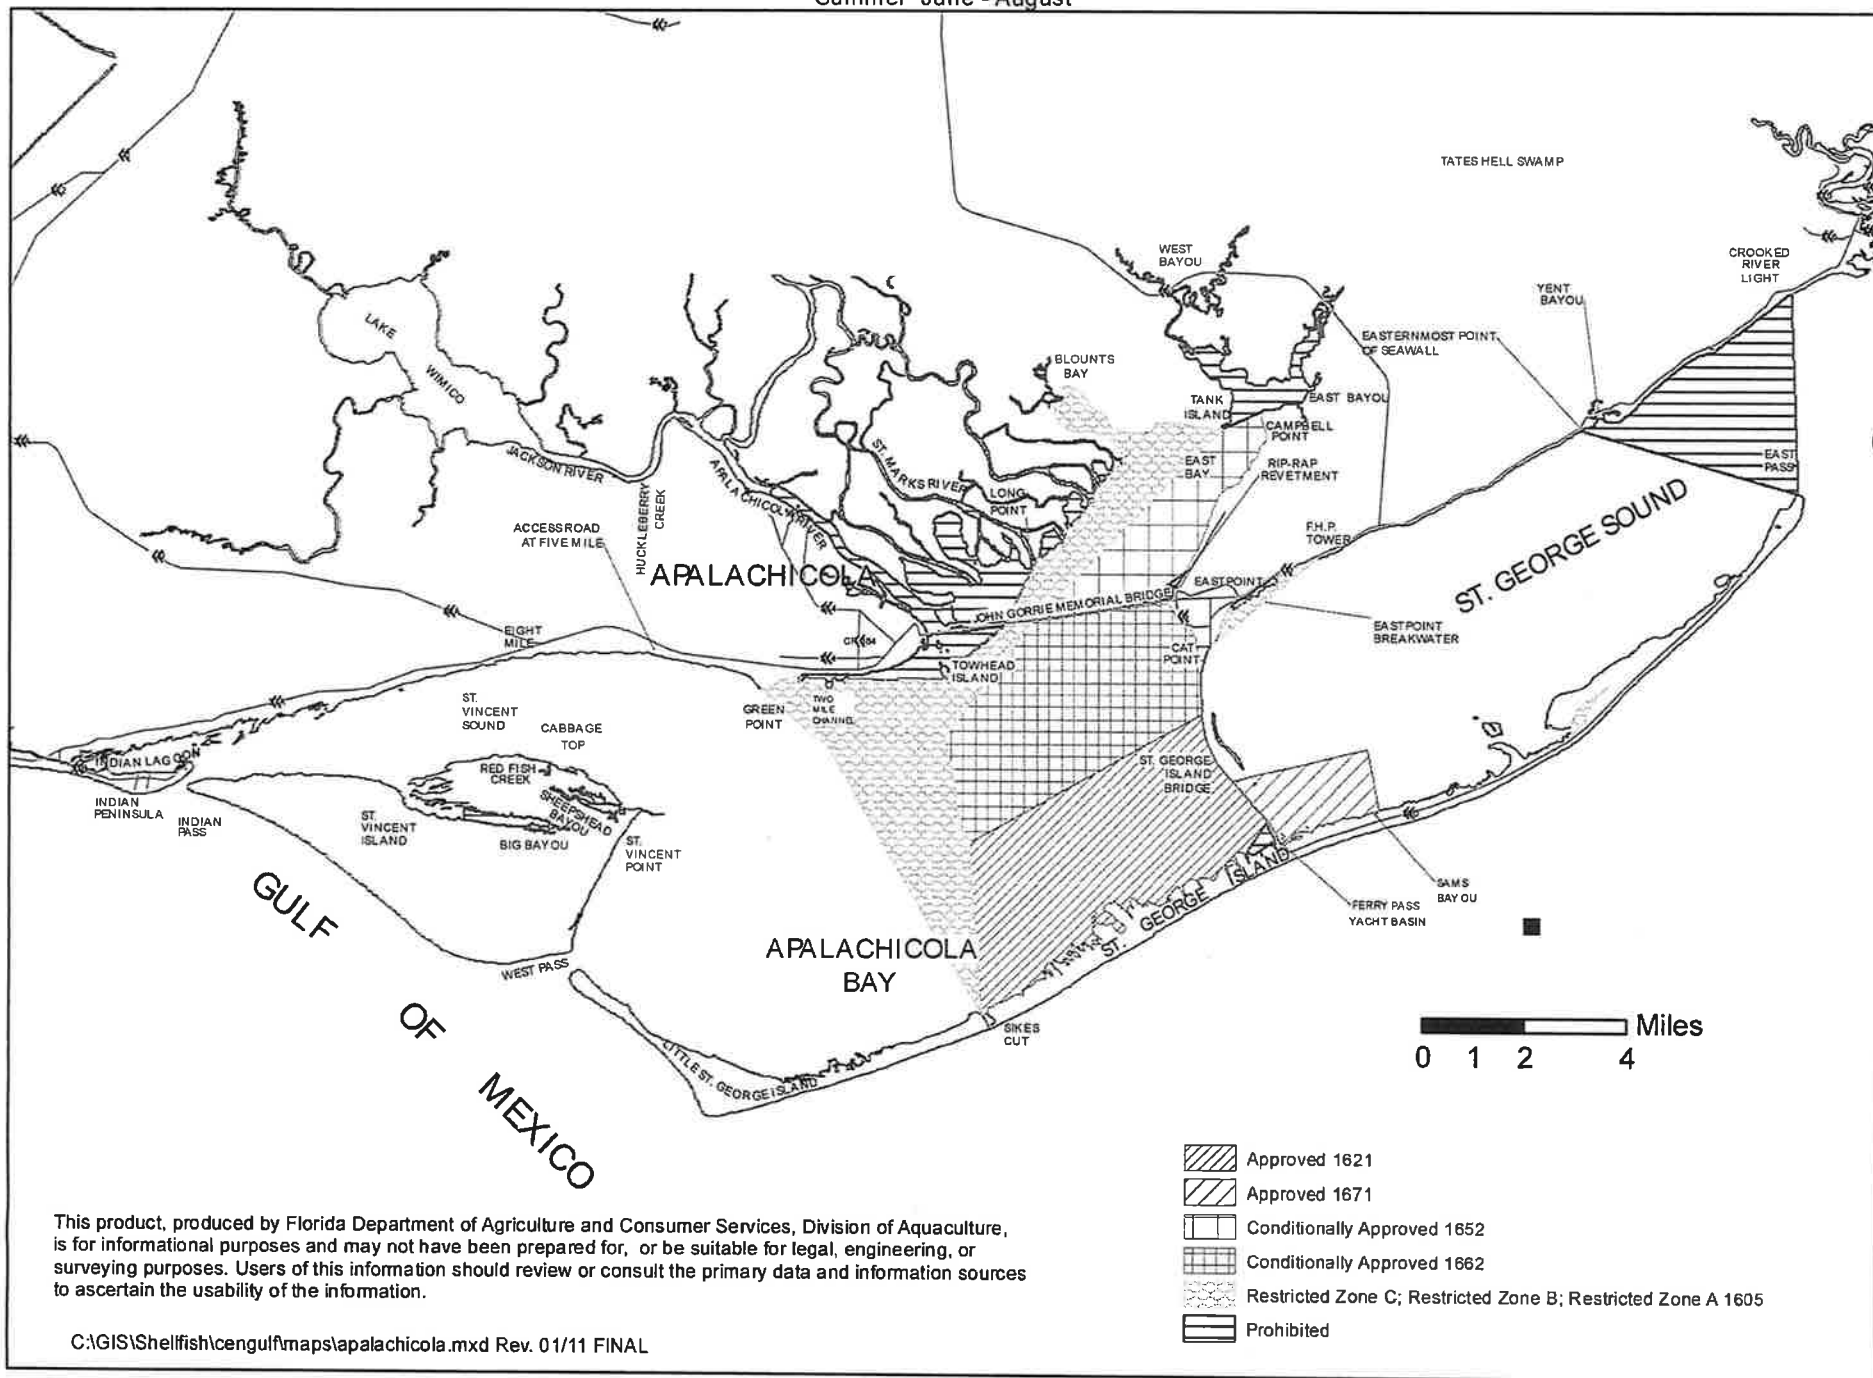 Summer June - August
TATES HELL SWAMP
WEST
BAYOU
CROOKED
RIVER
LIGHT
YENT
BAYOU
LAKE
WIMICO
EASTERNMOST POINT
OF SEAWALL
BLOUNTS
BAY
TANK
ISLAND
EAST BAYOU
CAMPBELL
POINT
EAST
BAY
RIP-RAP
REVETMENT
EAST
PASS
JACKSON RIVER
HUCKLEBERRY
CREEK
APALACHICOLA RIVER
ST. MARKS RIVER
LONG
POINT
ACCESS ROAD
AT FIVE MILE
F.H.P.
TOWER
ST. GEORGE SOUND
APALACHICOLA
EASTPOINT
JOHN GORRIE MEMORIAL BRIDGE
EASTPOINT
BREAKWATER
EIGHT
MILE
CAT
POINT
TOWHEAD
ISLAND
ST.
VINCENT
SOUND
CABBAGE
TOP
GREEN
POINT
TWO
MILE
CHANNEL
INDIAN LAGOON
RED FISH
CREEK
SHEEPSHEAD
BAYOU
ST. GEORGE
ISLAND
BRIDGE
INDIAN
PENINSULA
INDIAN
PASS
ST.
VINCENT
ISLAND
BIG BAYOU
ST.
VINCENT
POINT
SAMS
BAYOU
FERRY PASS
YACHT BASIN
ST. GEORGE ISLAND
GULF
OF
MEXICO
WEST PASS
APALACHICOLA
BAY
SIKES
CUT
LITTLE ST. GEORGE ISLAND
Miles
0 1 2 4
Approved 1621
Approved 1671
Conditionally Approved 1652
Conditionally Approved 1662
Restricted Zone C; Restricted Zone B; Restricted Zone A 1605
Prohibited
This product, produced by Florida Department of Agriculture and Consumer Services, Division of Aquaculture,
is for informational purposes and may not have been prepared for, or be suitable for legal, engineering, or
surveying purposes. Users of this information should review or consult the primary data and information sources
to ascertain the usability of the information.
C:\GIS\Shellfish\cengulf\maps\apalachicola.mxd Rev. 01/11 FINAL